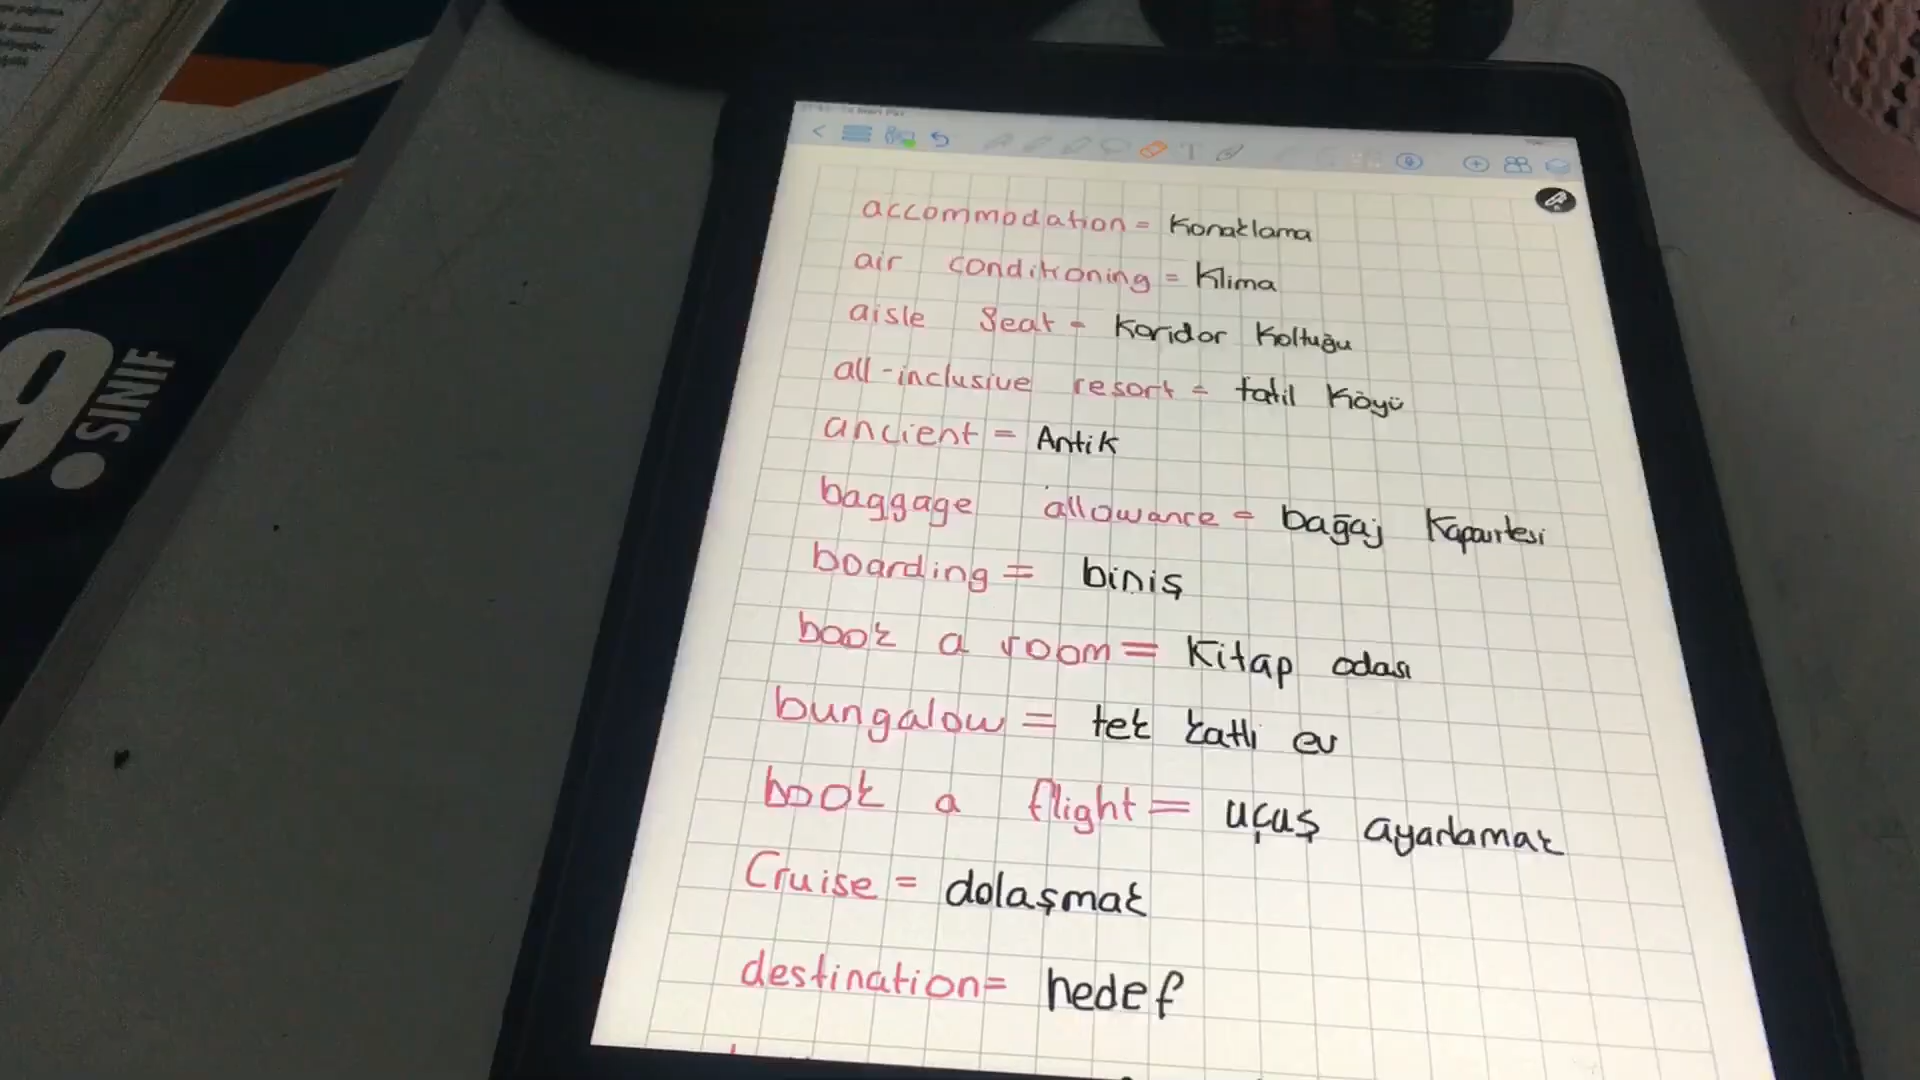 accommodation = Konaklama
air conditioning = Klima
aisle seat = Koridor Koltuğu
all-inclusive resort = tatil Köyü
ancient = Antik
baggage allowance = bağaj
boarding = biniş
book a room = Kitap odası
bungalow = tek katlı ev
book a flight = uçuş ayarlamak
Cruise = dolaşmak
destination = hedef
9. SINIF